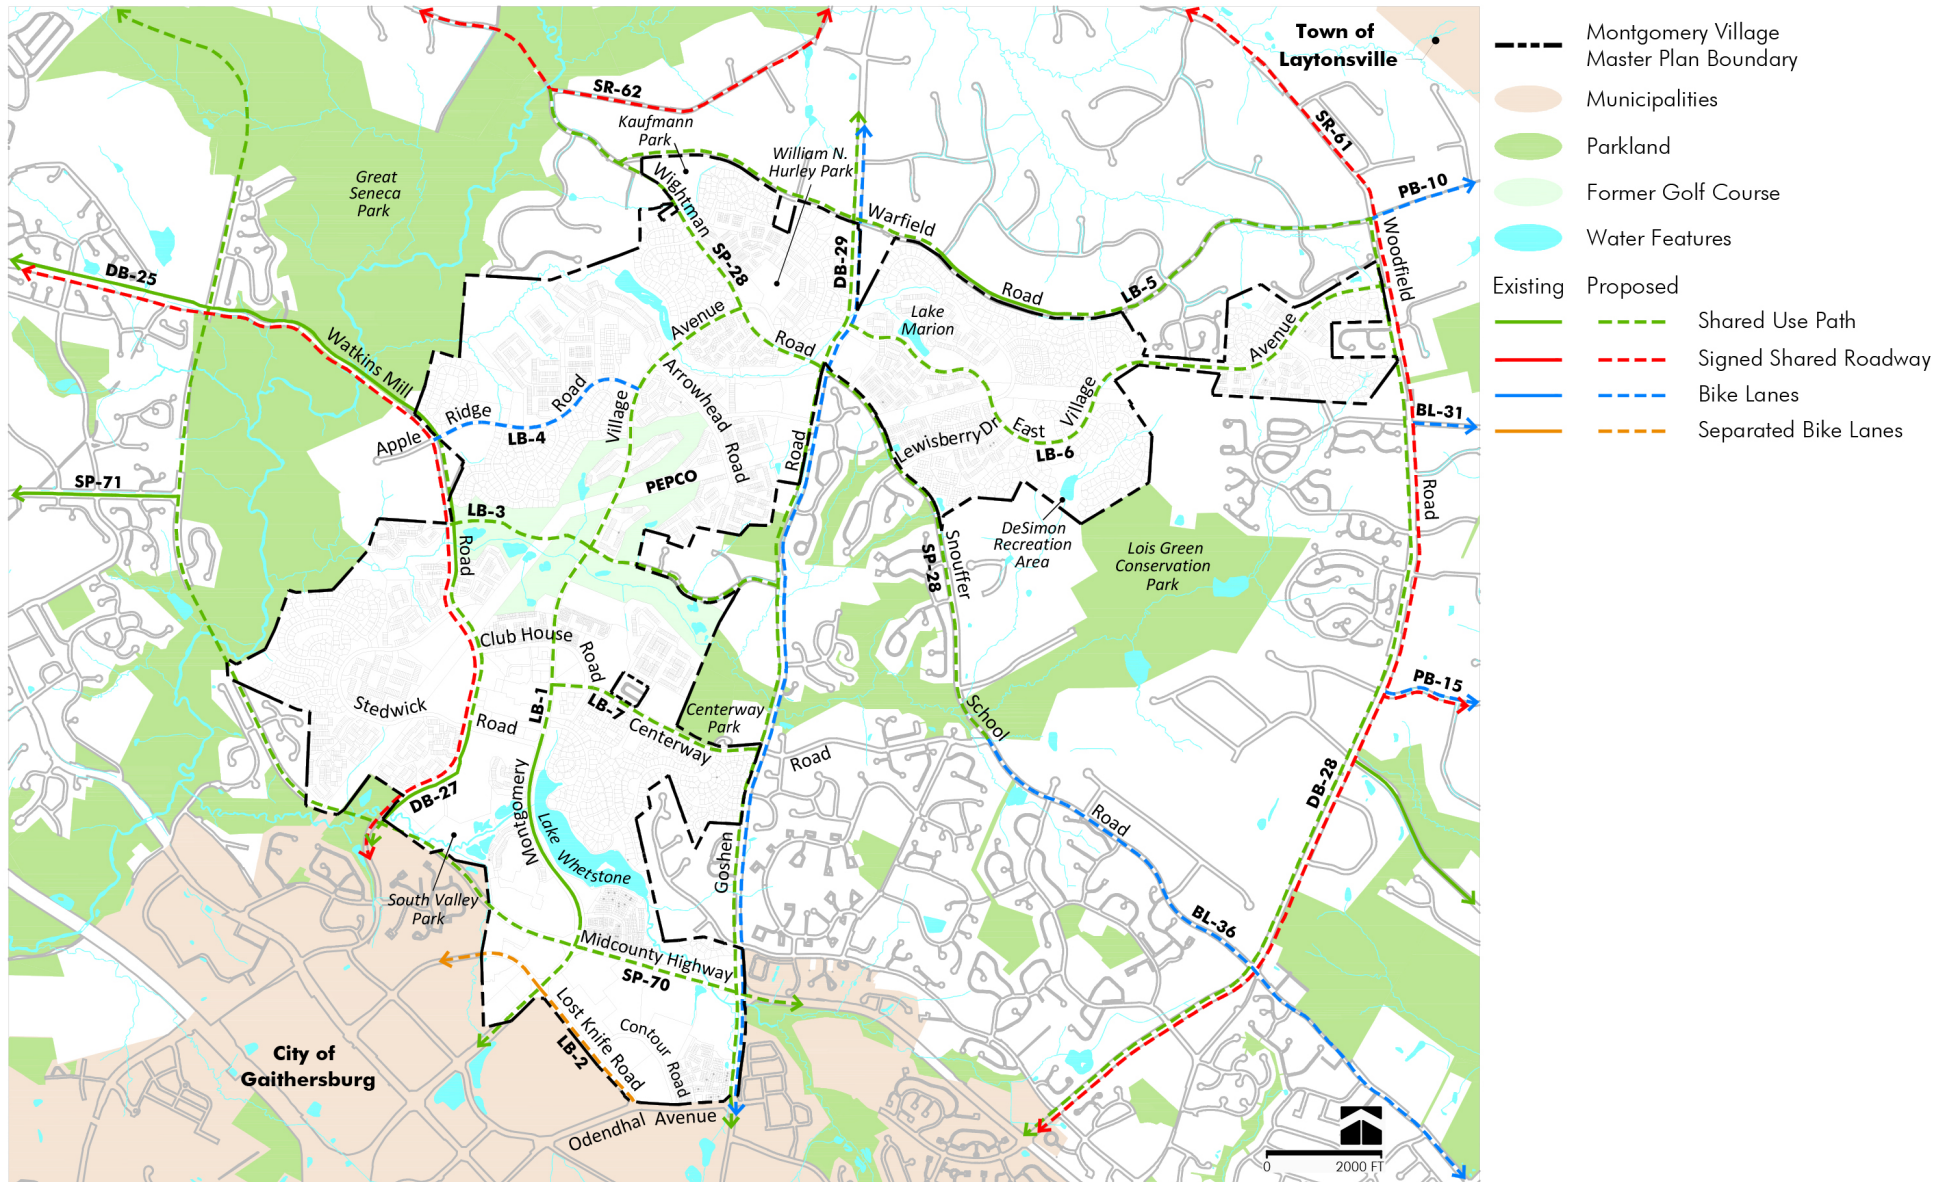 Town of
Laytonsville
SR-62
Kaufmann
Park
William N.
Hurley Park
SR-61
PB-10
Great
Seneca
Park
Wightman
SP-28
Warfield
DB-29
Woodfield
DB-25
Watkins Mill
Avenue
Road
Lake
Marion
Road
LB-5
Avenue
Arrowhead
Road
Village
Ridge
Road
LB-4
Apple
Village
East
LB-6
Lewisberry Dr
BL-31
Road
SP-71
PEPCO
Road
LB-3
Road
DeSimon
Recreation
Area
Lois Green
Conservation
Park
SP-28
Snouffer
Club House
Road
Stedwick
Road
LB-1
LB-7
Centerway
Centerway
Park
School
PB-15
Road
DB-27
Montgomery
Lake
Whetstone
Goshen
Road
DB-28
South Valley
Park
BL-36
Midcounty Highway
SP-70
Lost Knife Road
LB-2
Contour
Road
City of
Gaithersburg
Odendhal Avenue
0
2000 FT
Montgomery Village
Master Plan Boundary
Municipalities
Parkland
Former Golf Course
Water Features
Existing Proposed
Shared Use Path
Signed Shared Roadway
Bike Lanes
Separated Bike Lanes